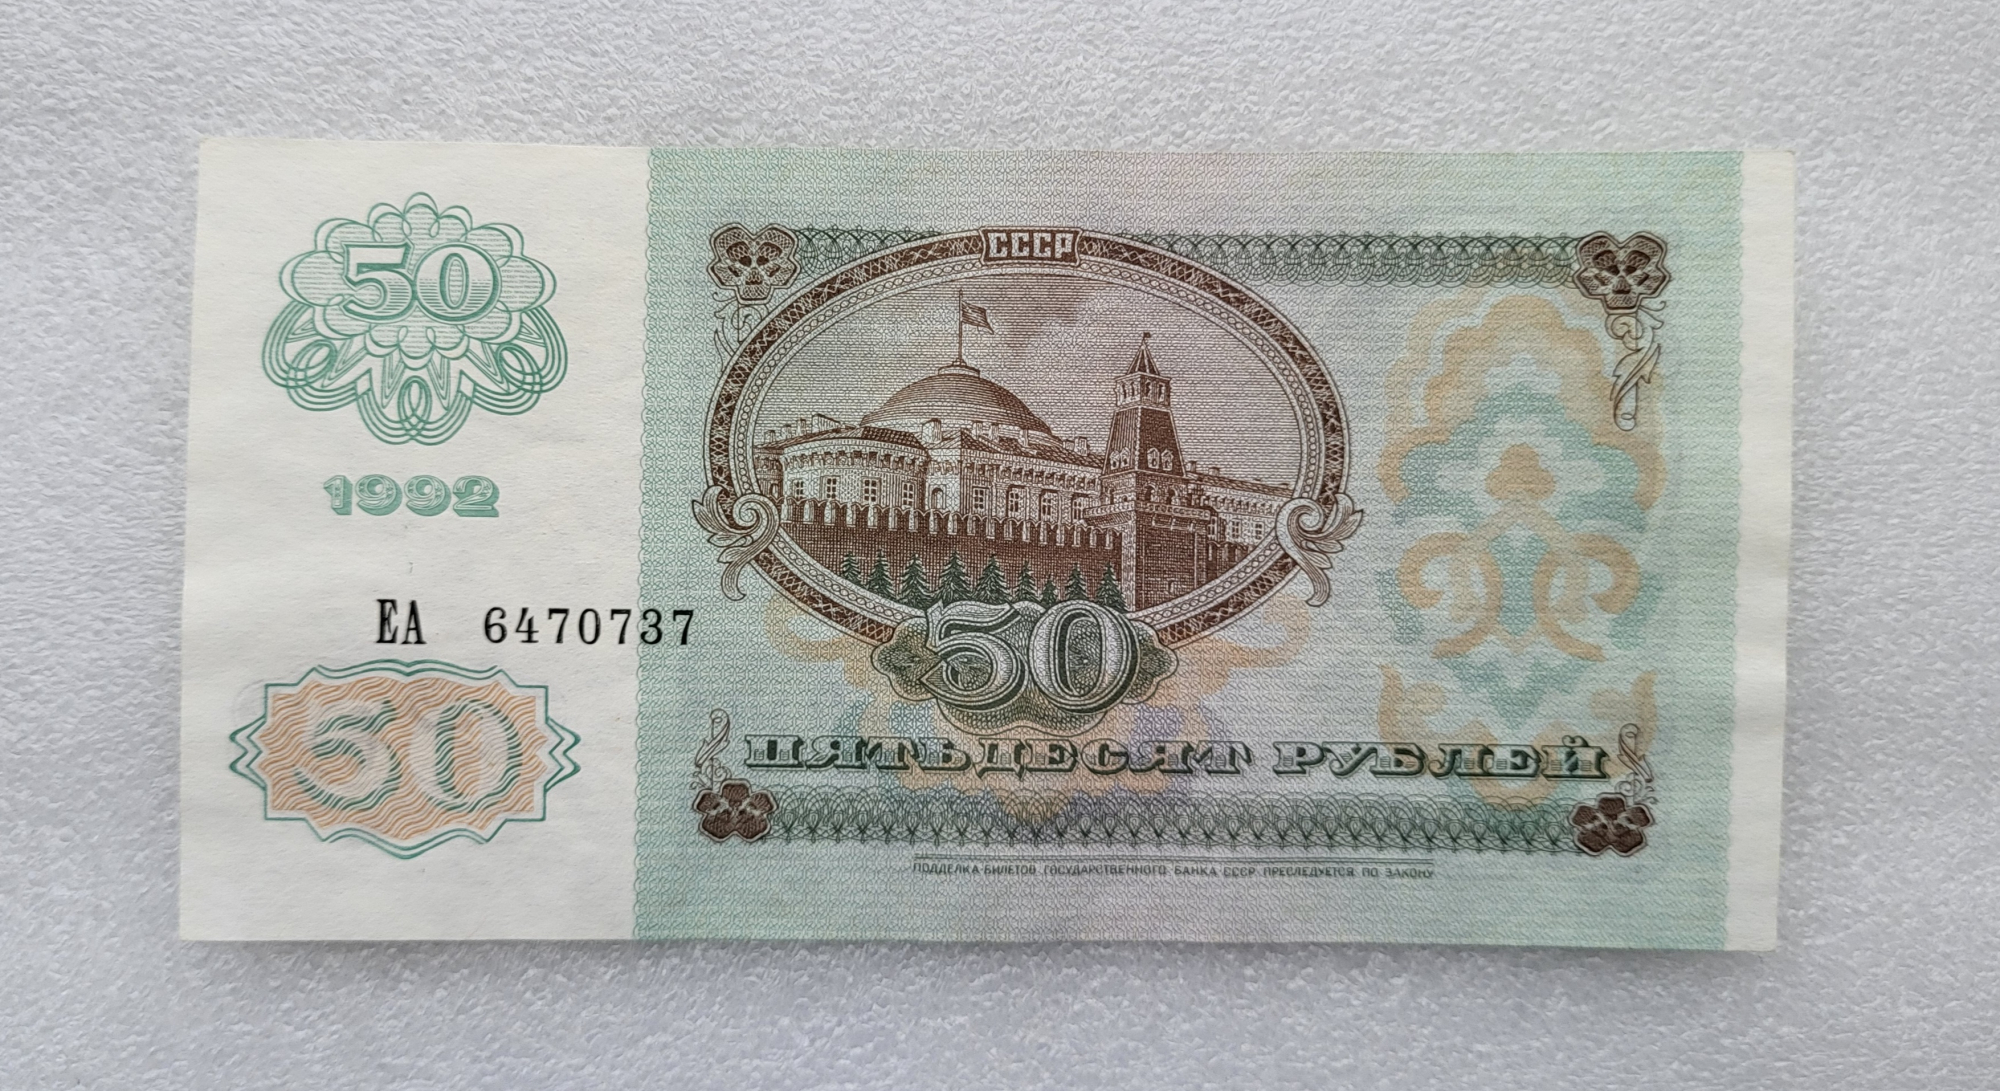 50
1992
ЕА 6470737
50
СССР
50
ПЯТЬДЕСЯТ РУБЛЕЙ
ПОДДЕЛКА БИЛЕТОВ ГОСУДАРСТВЕННОГО БАНКА СССР ПРЕСЛЕДУЕТСЯ ПО ЗАКОНУ